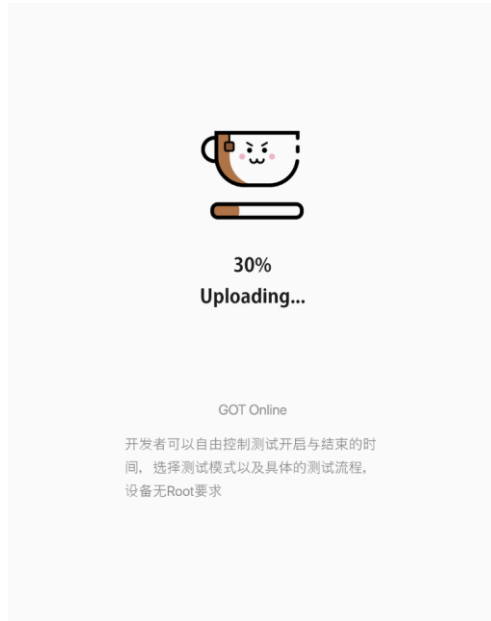 30%
Uploading...
GOT Online
开发者可以自由控制测试开启与结束的时
间，选择测试模式以及具体的测试流程，
设备无Root要求